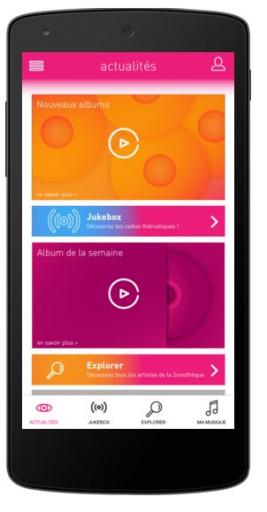 actualités
Nouveaux albums
en savoir plus >
Jukebox
Découvrez les radios thématiques !
Album de la semaine
en savoir plus >
Explorer
Découvrez tous les artistes de la Sonothèque
ACTUALITÉS
JUKEBOX
EXPLORER
MA MUSIQUE